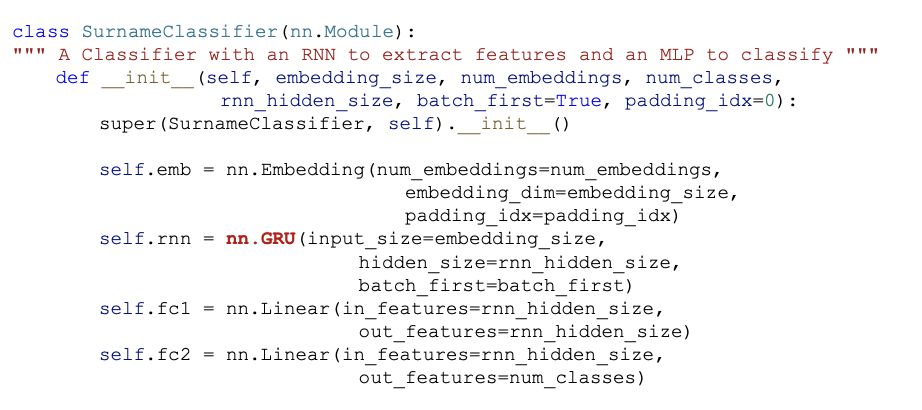 class SurnameClassifier(nn.Module):
""" A Classifier with an RNN to extract features and an MLP to classify """
def __init__(self, embedding_size, num_embeddings, num_classes,
rnn_hidden_size, batch_first=True, padding_idx=0):
super(SurnameClassifier, self).__init__()
self.emb = nn.Embedding(num_embeddings=num_embeddings,
embedding_dim=embedding_size,
padding_idx=padding_idx)
self.rnn = nn.GRU(input_size=embedding_size,
hidden_size=rnn_hidden_size,
batch_first=batch_first)
self.fc1 = nn.Linear(in_features=rnn_hidden_size,
out_features=rnn_hidden_size)
self.fc2 = nn.Linear(in_features=rnn_hidden_size,
out_features=num_classes)